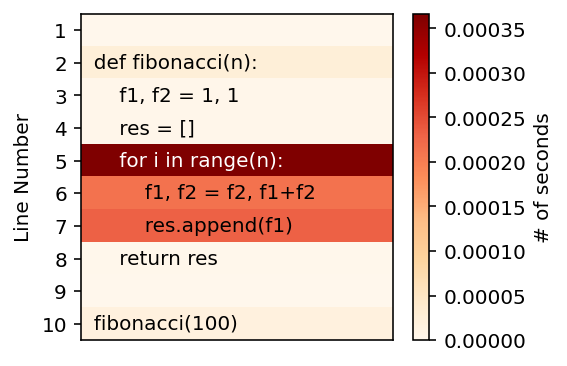 Line Number
1
2 def fibonacci(n):
3 f1, f2 = 1, 1
4 res = []
5 for i in range(n):
6 f1, f2 = f2, f1+f2
7 res.append(f1)
8 return res
9
10 fibonacci(100)
0.00035
0.00030
0.00025
0.00020
0.00015
0.00010
0.00005
0.00000
# of seconds